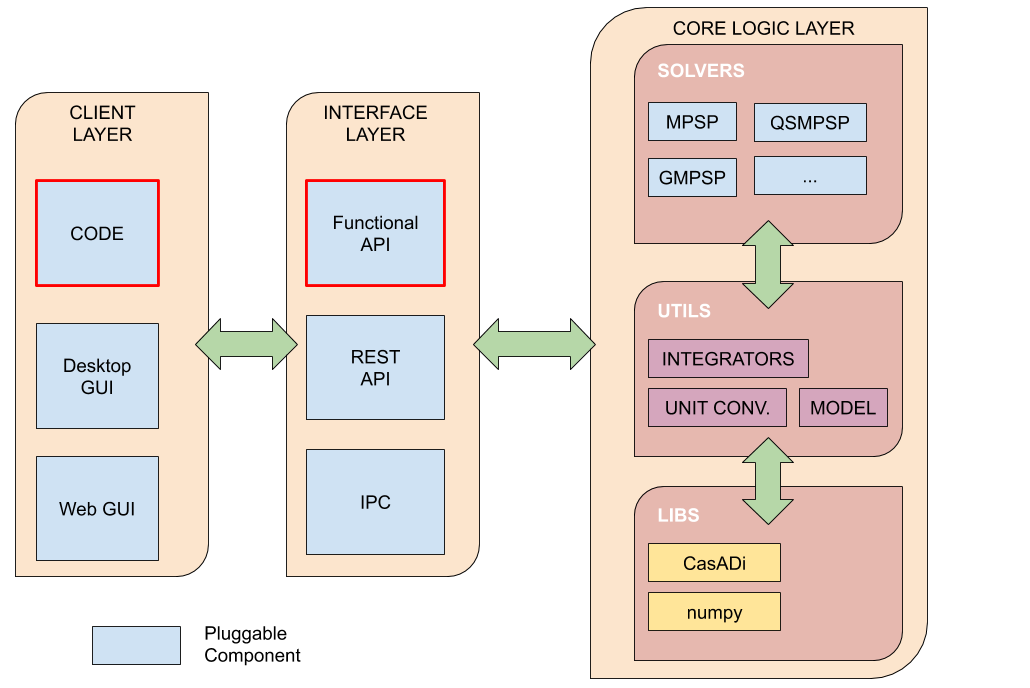 CLIENT
LAYER
CODE
Desktop
GUI
Web GUI
INTERFACE
LAYER
Functional
API
REST
API
IPC
CORE LOGIC LAYER
SOLVERS
MPSP
QSMPSP
GMPSP
...
UTILS
INTEGRATORS
UNIT CONV.
MODEL
LIBS
CasADi
numpy
Pluggable
Component